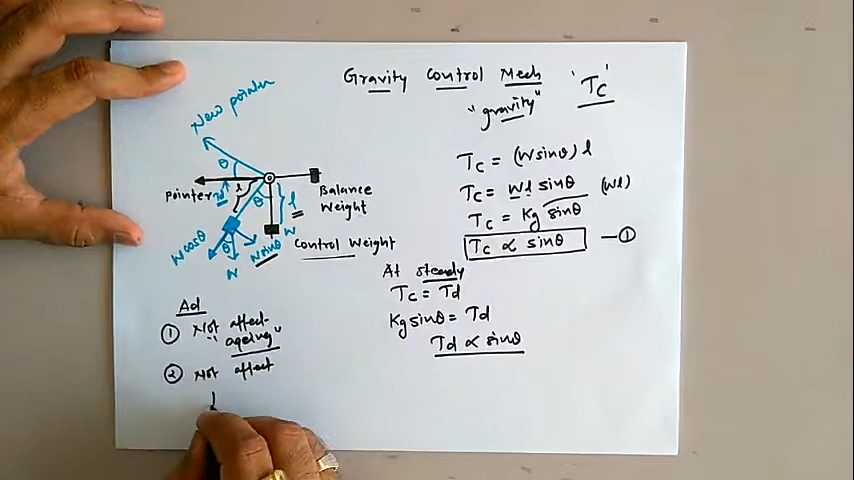 Gravity Control Mech 'Tc'
"gravity"
New pointer
θ
Pointer
l
θ
l
Balance
Weight
W
Control Weight
Wcosθ
θ
W
Wsinθ
Tc = (Wsinθ) l
Tc = Wl sinθ (Wl)
Tc = Kg sinθ
Tc ∝ sinθ —①
At steady
Tc = Td
Kg sinθ = Td
Td ∝ sinθ
Ad
① Not affect
"ageing"
② Not affect